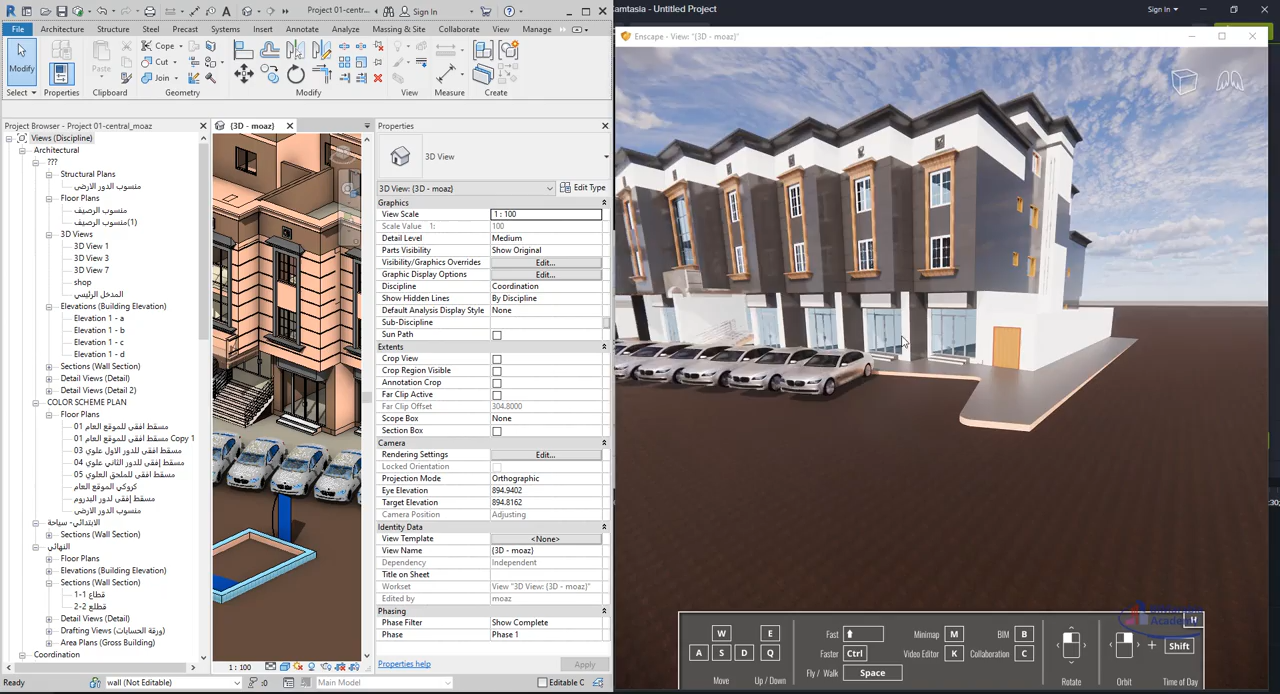 Project 01-centr...
Sign In
File
Architecture
Structure
Steel
Precast
Systems
Insert
Annotate
Analyze
Massing & Site
Collaborate
View
Manage
Modify
Select
Properties
Paste
Clipboard
Cope
Cut
Join
Geometry
Modify
View
Measure
Create
Project Browser - Project 01-central_moaz
Views (Discipline)
Architectural
???
Structural Plans
منسوب الدور الارضى
Floor Plans
منسوب الرصيف
منسوب الرصيف(1)
3D Views
3D View 1
3D View 3
3D View 7
shop
المدخل الرئيسي
Elevations (Building Elevation)
Elevation 1 - a
Elevation 1 - b
Elevation 1 - c
Elevation 1 - d
Sections (Wall Section)
Detail Views (Detail)
Detail Views (Detail 2)
COLOR SCHEME PLAN
Floor Plans
01 مسقط افقى للموقع العام
01 مسقط افقى للموقع العام Copy 1
03 مسقط افقى للدور الاول علوي
04 مسقط إفقى للدور الثاني علوي
05 مسقط افقى للملحق العلوي
كروكي الموقع العام
مسقط إفقى لدور البدروم
منسوب الدور الارضى
الابتدائي- سياحة
Sections (Wall Section)
النهائي
Floor Plans
Elevations (Building Elevation)
Sections (Wall Section)
قطاع 1-1
قطلع 2-2
Detail Views (Detail)
Drafting Views (ورقة الحسابات)
Area Plans (Gross Building)
Coordination
{3D - moaz}
Properties
3D View
3D View: {3D - moaz}
Edit Type
Graphics
View Scale 1 : 100
Scale Value 1: 100
Detail Level Medium
Parts Visibility Show Original
Visibility/Graphics Overrides Edit...
Graphic Display Options Edit...
Discipline Coordination
Show Hidden Lines By Discipline
Default Analysis Display Style None
Sub-Discipline
Sun Path
Extents
Crop View
Crop Region Visible
Annotation Crop
Far Clip Active
Far Clip Offset 304.8000
Scope Box None
Section Box
Camera
Rendering Settings Edit...
Locked Orientation
Projection Mode Orthographic
Eye Elevation 894.9402
Target Elevation 894.8162
Camera Position Adjusting
Identity Data
View Template <None>
View Name {3D - moaz}
Dependency Independent
Title on Sheet
Workset View "3D View: {3D - moaz}"
Edited by moaz
Phasing
Phase Filter Show Complete
Phase Phase 1
Properties help
Apply
1 : 100
Ready
wall (Not Editable)
:0
Main Model
Editable C
amtasia - Untitled Project
Sign In
Enscape - View: "{3D - moaz}"
W
E
A
S
D
Q
Move
Up / Down
Fast
Faster
Ctrl
Fly / Walk
Space
Minimap M
Video Editor K
BIM B
Collaboration C
H
Rotate
Orbit
+
Shift
Time of Day